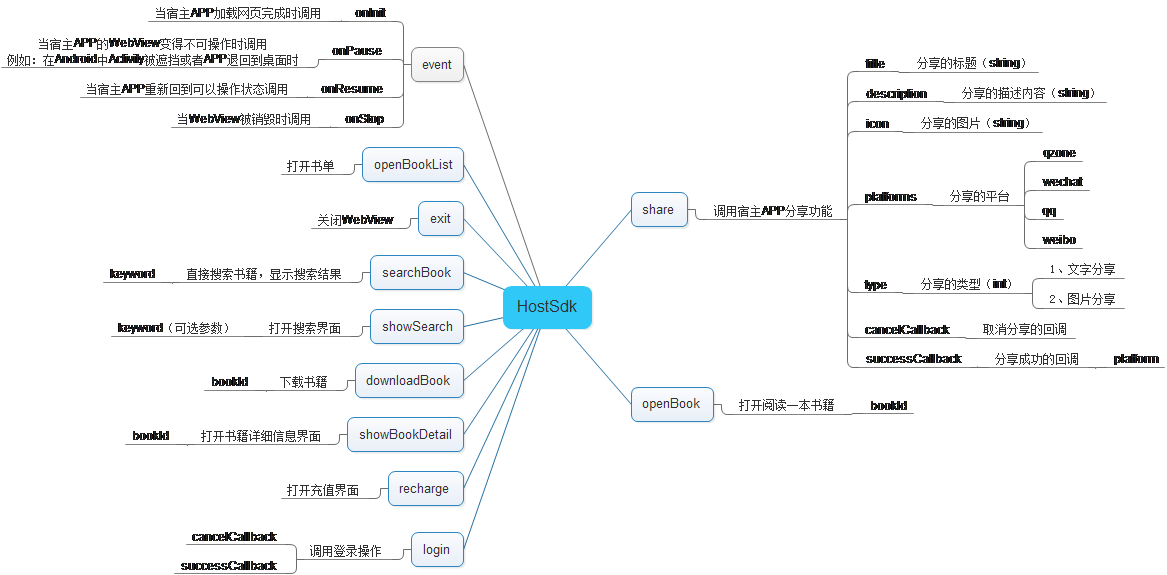 HostSdk
event
onInit
当宿主APP加载网页完成时调用
onPause
当宿主APP的WebView变得不可操作时调用
例如：在Android中Activity被遮挡或者APP退回到桌面时
onResume
当宿主APP重新回到可以操作状态调用
onStop
当WebView被销毁时调用
openBookList
打开书单
exit
关闭WebView
searchBook
直接搜索书籍，显示搜索结果
keyword
showSearch
打开搜索界面
keyword（可选参数）
downloadBook
下载书籍
bookId
showBookDetail
打开书籍详细信息界面
bookId
recharge
打开充值界面
login
调用登录操作
cancelCallback
successCallback
share
调用宿主APP分享功能
title
分享的标题（string）
description
分享的描述内容（string）
icon
分享的图片（string）
platforms
分享的平台
qzone
wechat
qq
weibo
type
分享的类型（int）
1、文字分享
2、图片分享
cancelCallback
取消分享的回调
successCallback
分享成功的回调
platform
openBook
打开阅读一本书籍
bookId